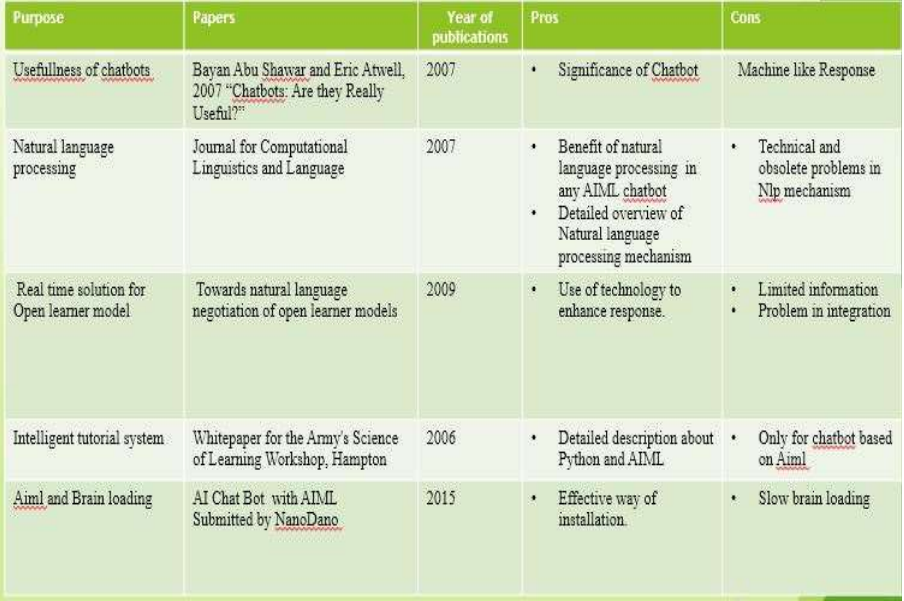 Purpose
Papers
Year of
publications
Pros
Cons
Usefullness of chatbots
Bayan Abu Shawar and Eric Atwell,
2007 “Chatbots: Are they Really
Useful?”
2007
• Significance of Chatbot
Machine like Response
Natural language
processing
Journal for Computational
Linguistics and Language
2007
• Benefit of natural
language processing in
any AIML chatbot
• Detailed overview of
Natural language
processing mechanism
• Technical and
obsolete problems in
Nlp mechanism
Real time solution for
Open learner model
Towards natural language
negotiation of open learner models
2009
• Use of technology to
enhance response.
• Limited information
• Problem in integration
Intelligent tutorial system
Whitepaper for the Army's Science
of Learning Workshop, Hampton
2006
• Detailed description about
Python and AIML
• Only for chatbot based
on Aiml
Aiml and Brain loading
AI Chat Bot with AIML
Submitted by NanoDano
2015
• Effective way of
installation.
• Slow brain loading